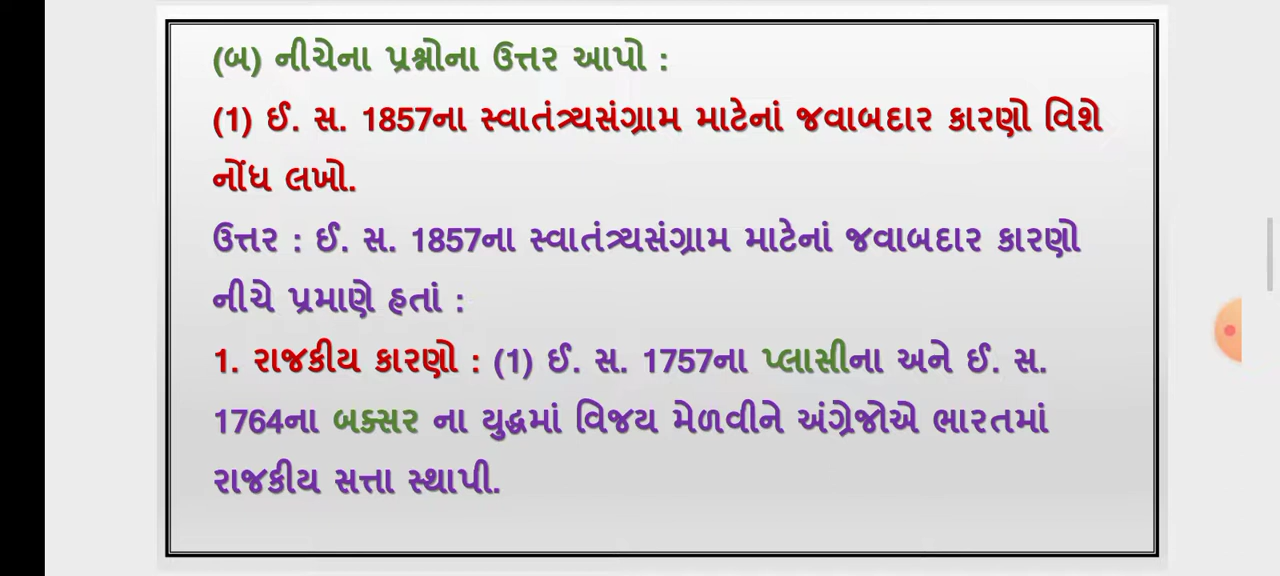 (બ) નીચેના પ્રશ્નોના ઉત્તર આપો :
(1) ઈ. સ. 1857ના સ્વાતંત્ર્યસંગ્રામ માટેનાં જવાબદાર કારણો વિશે
નોંધ લખો.
ઉત્તર : ઈ. સ. 1857ના સ્વાતંત્ર્યસંગ્રામ માટેનાં જવાબદાર કારણો
નીચે પ્રમાણે હતાં :
1. રાજકીય કારણો : (1) ઈ. સ. 1757ના પ્લાસીના અને ઈ. સ.
1764ના બક્સર ના યુદ્ધમાં વિજય મેળવીને અંગ્રેજોએ ભારતમાં
રાજકીય સત્તા સ્થાપી.